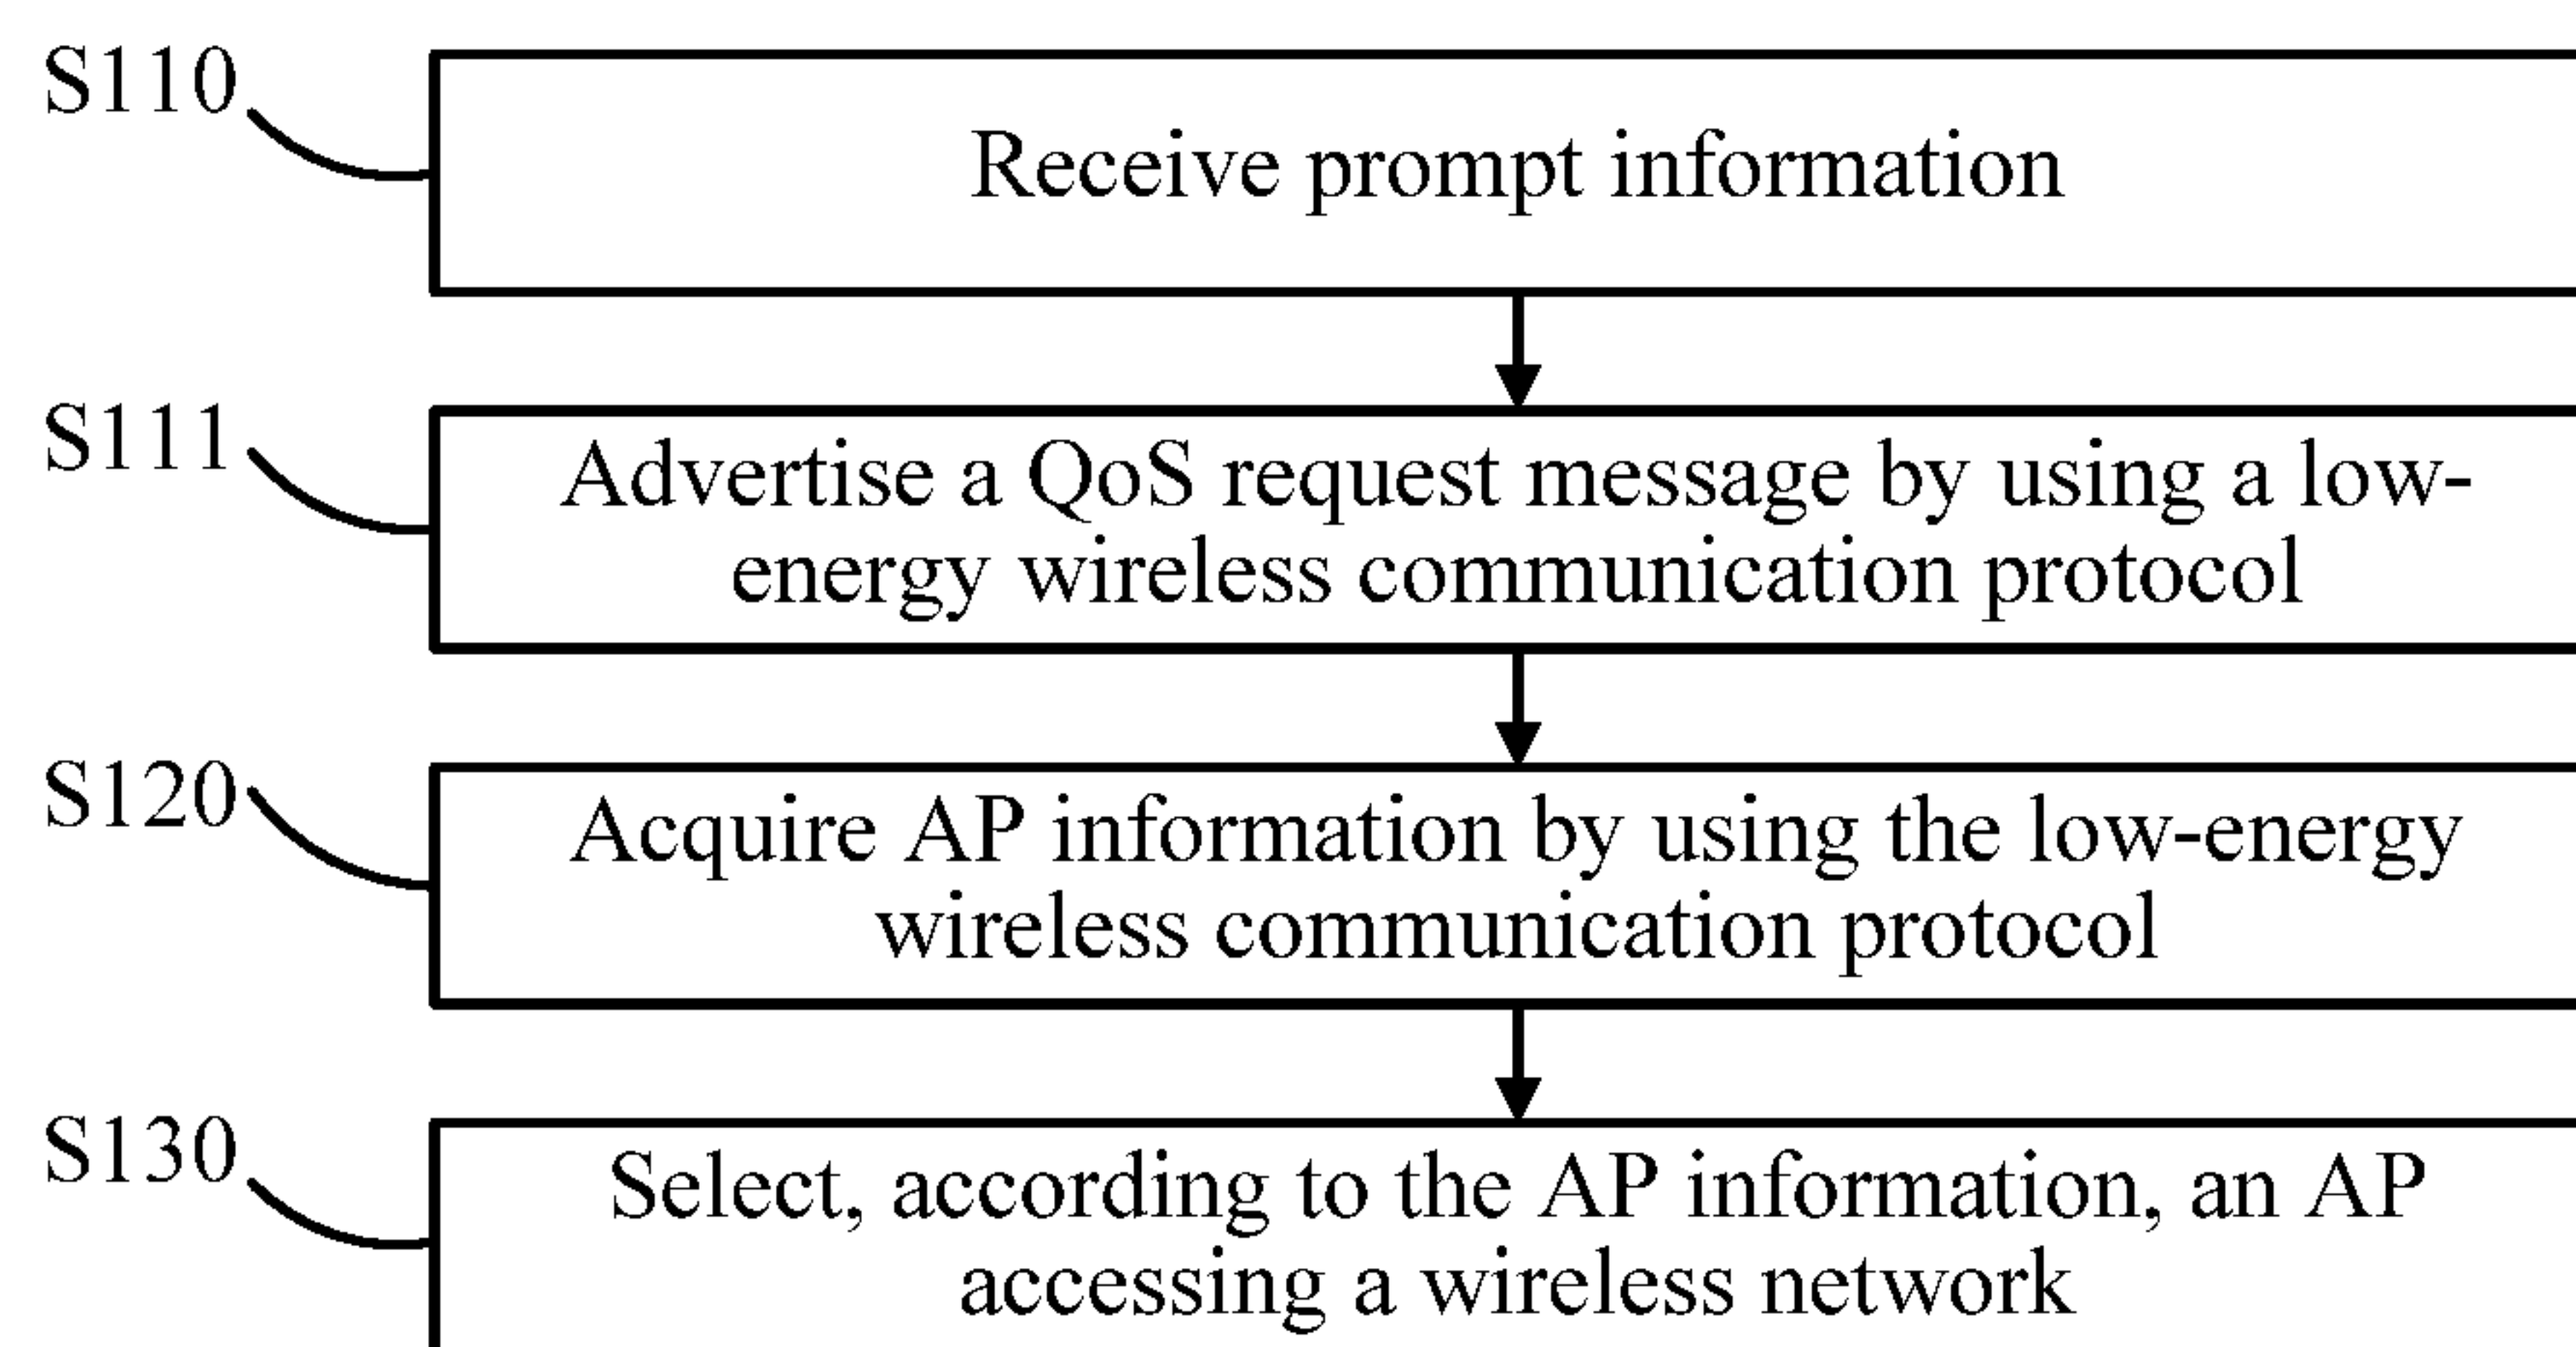 S110
Receive prompt information
S111
Advertise a QoS request message by using a low-
energy wireless communication protocol
S120
Acquire AP information by using the low-energy
wireless communication protocol
S130
Select, according to the AP information, an AP
accessing a wireless network